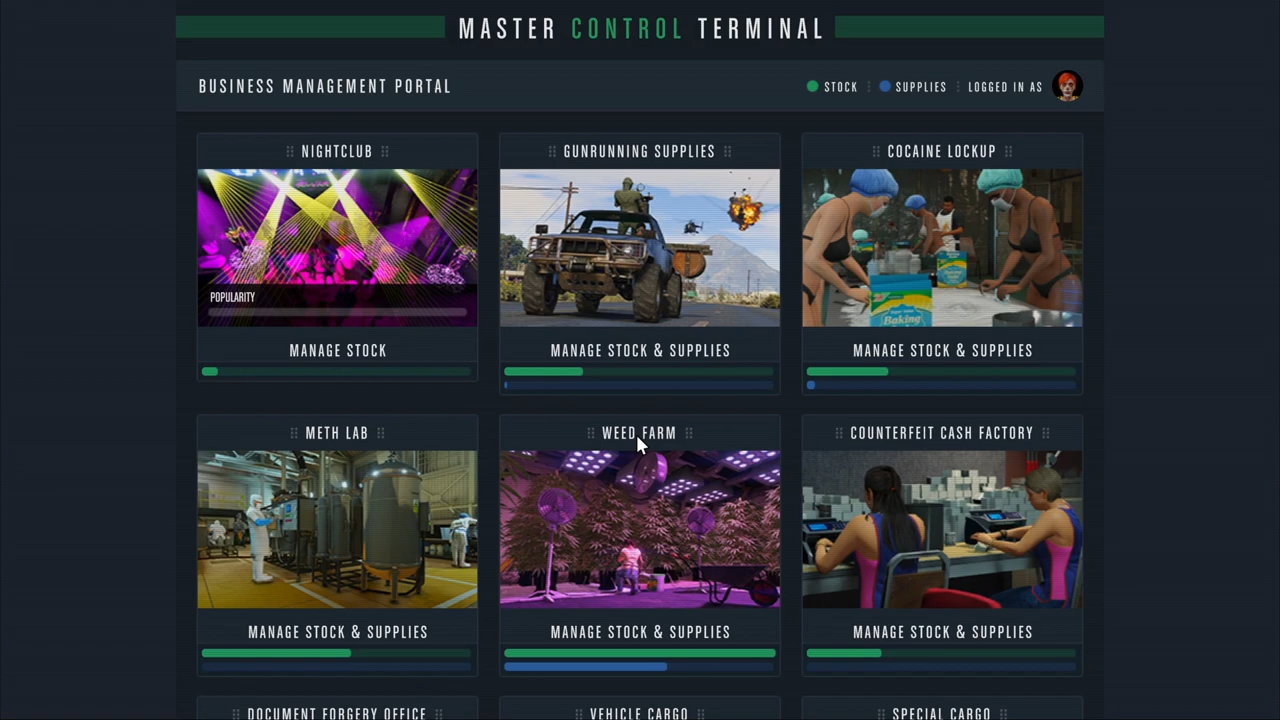 MASTER CONTROL TERMINAL
BUSINESS MANAGEMENT PORTAL
STOCK
SUPPLIES
LOGGED IN AS
NIGHTCLUB
GUNRUNNING SUPPLIES
COCAINE LOCKUP
POPULARITY
Baking
MANAGE STOCK
MANAGE STOCK & SUPPLIES
MANAGE STOCK & SUPPLIES
METH LAB
WEED FARM
COUNTERFEIT CASH FACTORY
MANAGE STOCK & SUPPLIES
MANAGE STOCK & SUPPLIES
MANAGE STOCK & SUPPLIES
DOCUMENT FORGERY OFFICE
VEHICLE CARGO
SPECIAL CARGO